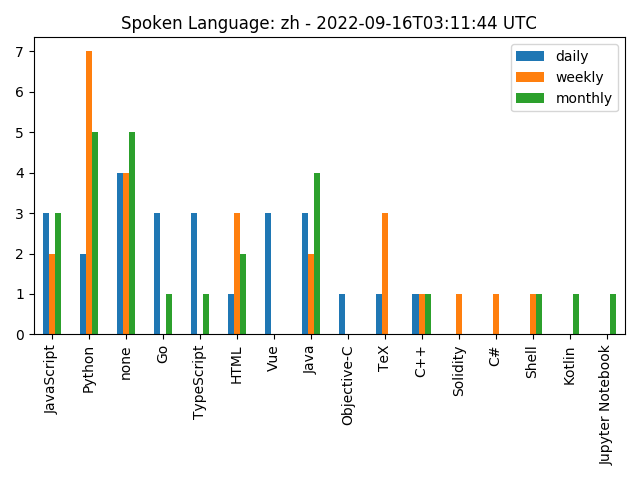 Spoken Language: zh - 2022-09-16T03:11:44 UTC
daily
weekly
monthly
7
6
5
4
3
2
1
0
JavaScript
Python
none
Go
TypeScript
HTML
Vue
Java
Objective-C
TeX
C++
Solidity
C#
Shell
Kotlin
Jupyter Notebook